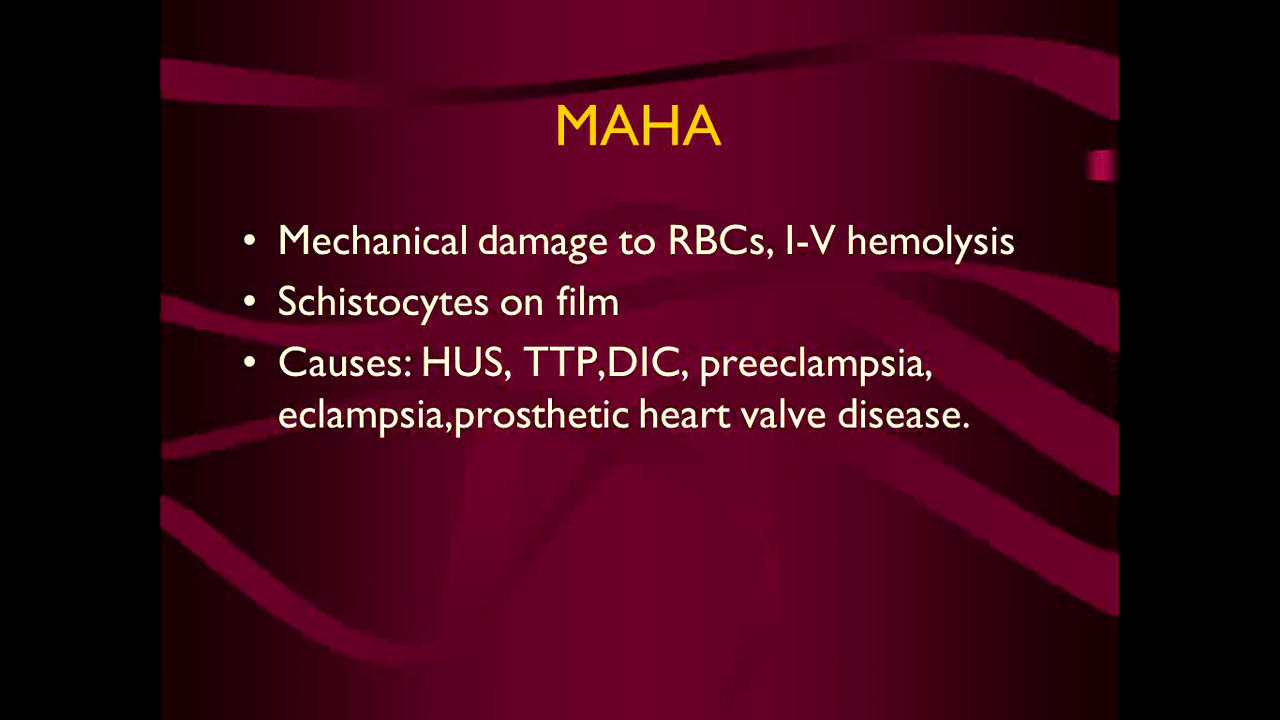 MAHA
• Mechanical damage to RBCs, I-V hemolysis
• Schistocytes on film
• Causes: HUS, TTP,DIC, preeclampsia,
eclampsia,prosthetic heart valve disease.